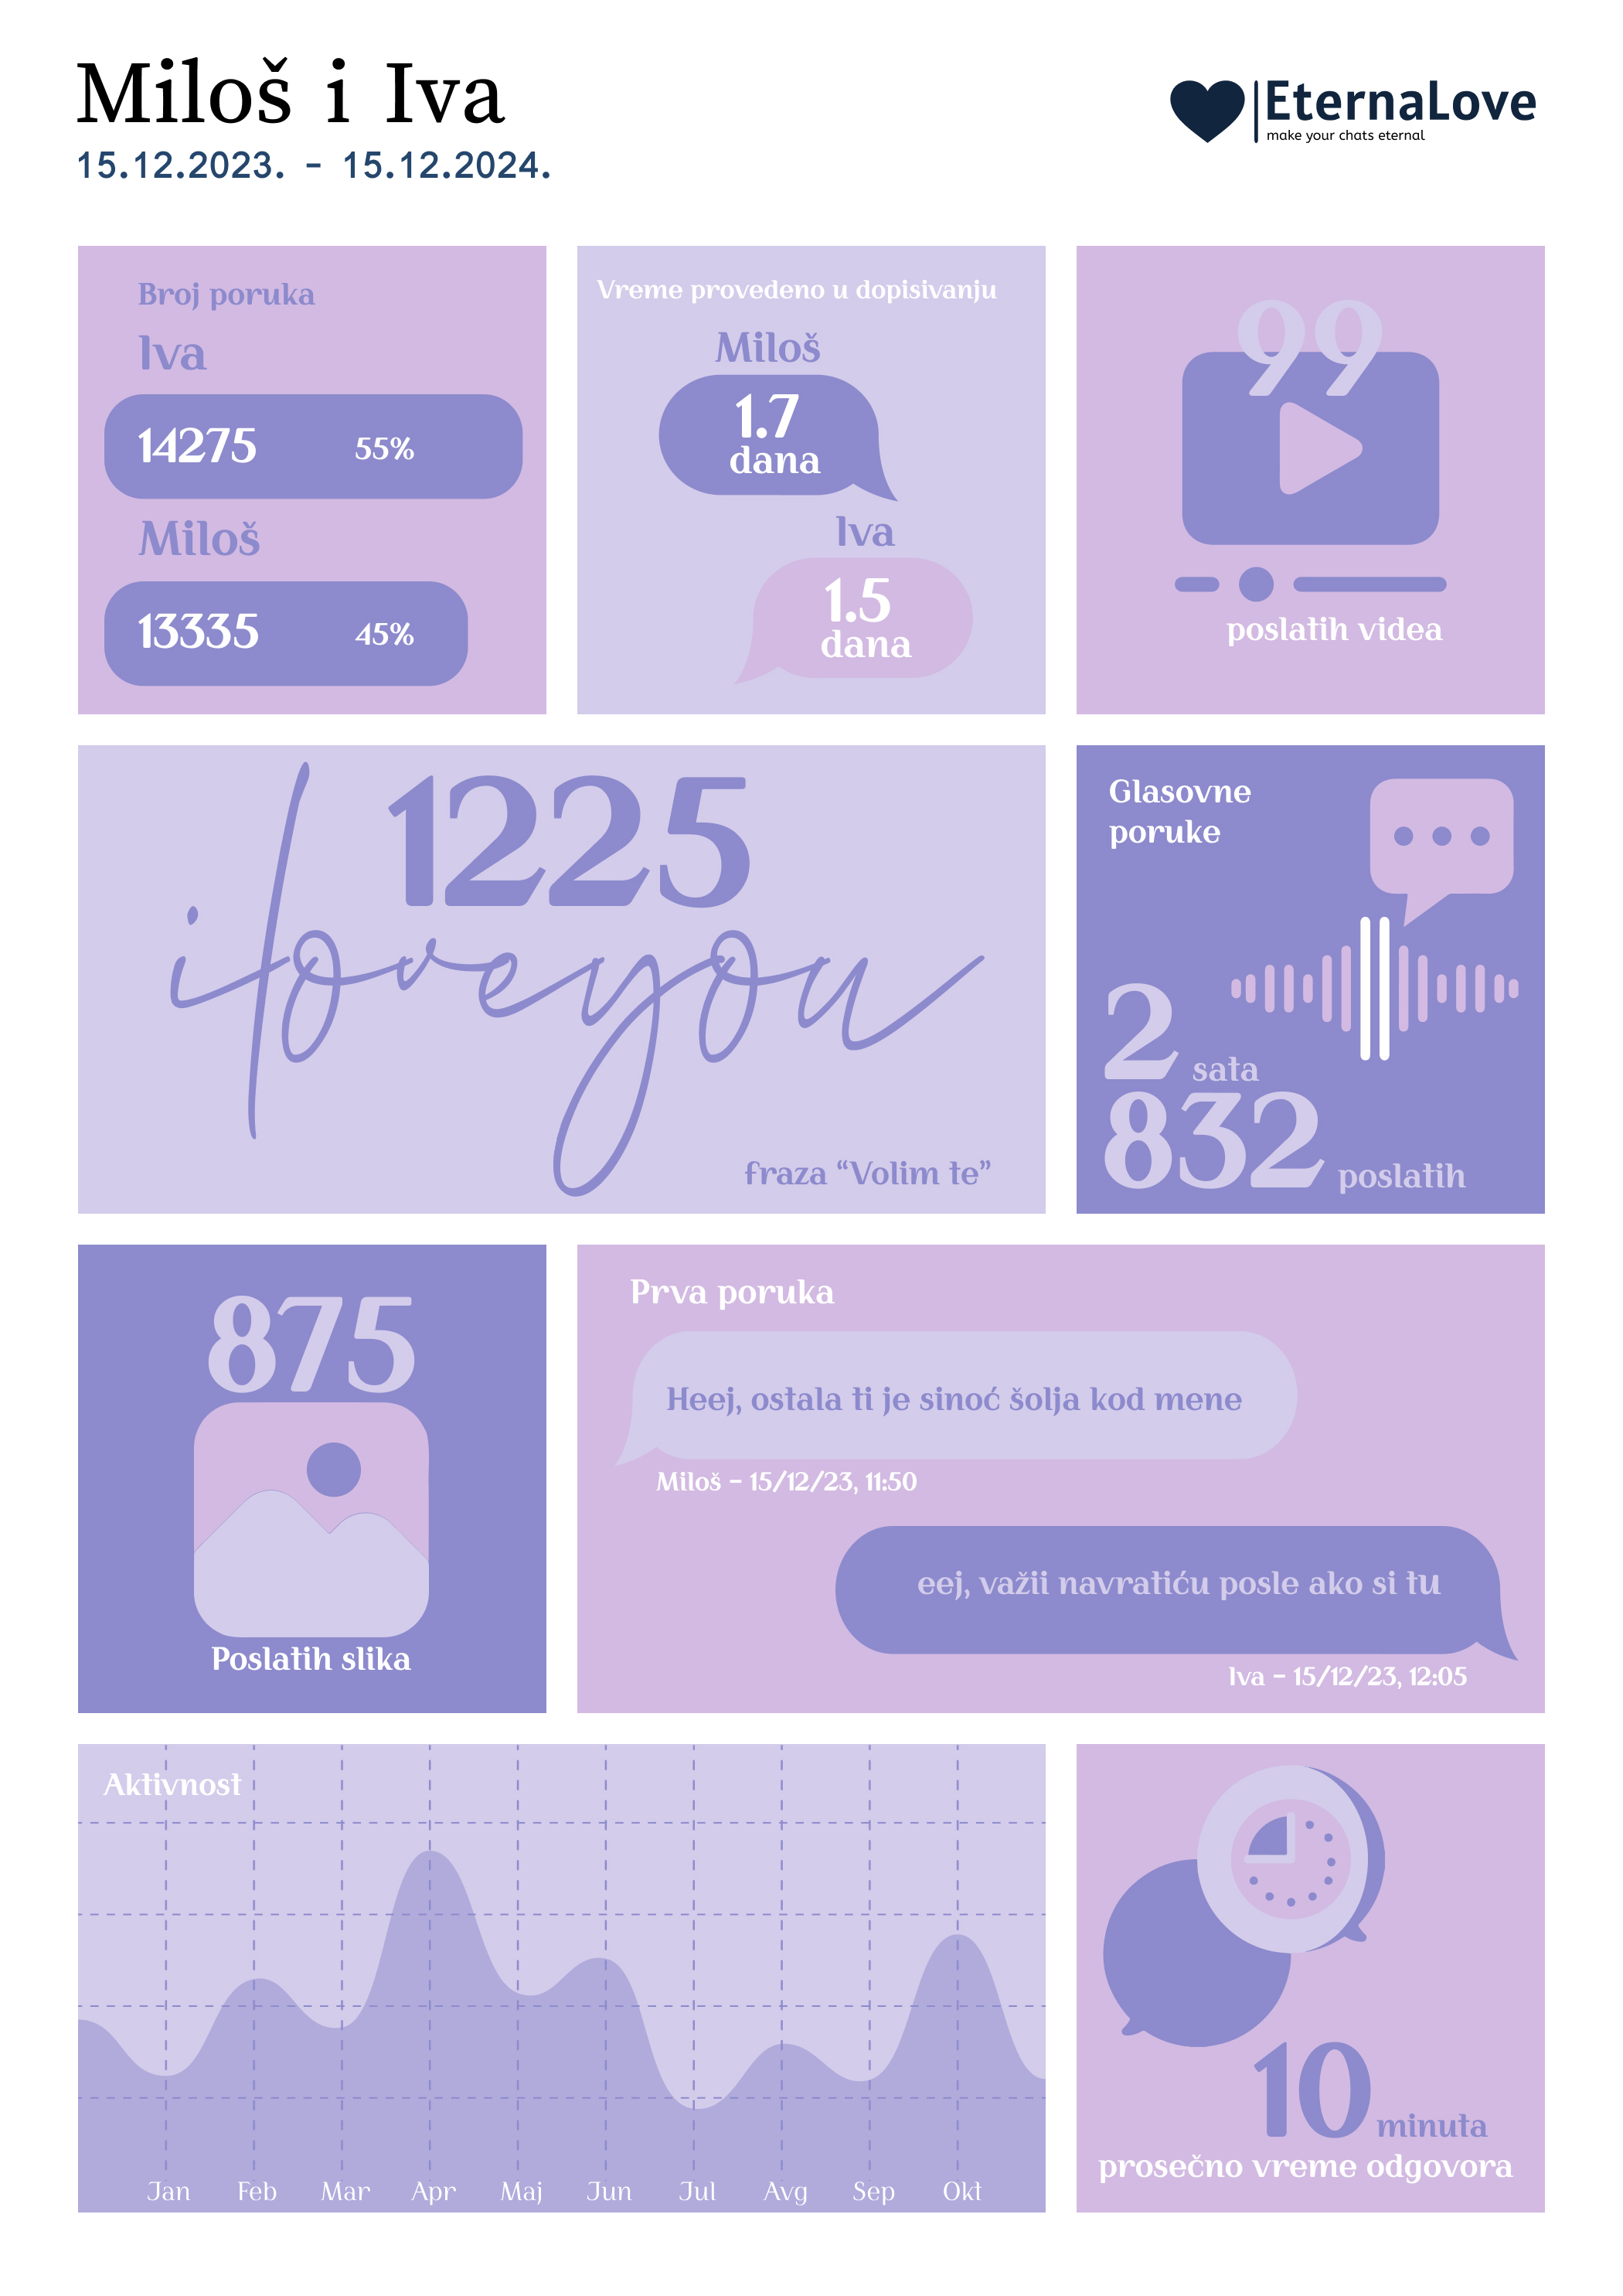 Miloš i Iva
15.12.2023. - 15.12.2024.
EternaLove
make your chats eternal
Broj poruka
Iva
14275 55%
Miloš
13335 45%
Vreme provedeno u dopisivanju
Miloš
1.7
dana
Iva
1.5
dana
99
poslatih videa
1225
i love you
fraza “Volim te”
Glasovne
poruke
2 sata
832 poslatih
875
Poslatih slika
Prva poruka
Heej, ostala ti je sinoć šolja kod mene
Miloš - 15/12/23, 11:50
eej, važii navratiću posle ako si tu
Iva - 15/12/23, 12:05
Aktivnost
Jan Feb Mar Apr Maj Jun Jul Avg Sep Okt
10 minuta
prosečno vreme odgovora